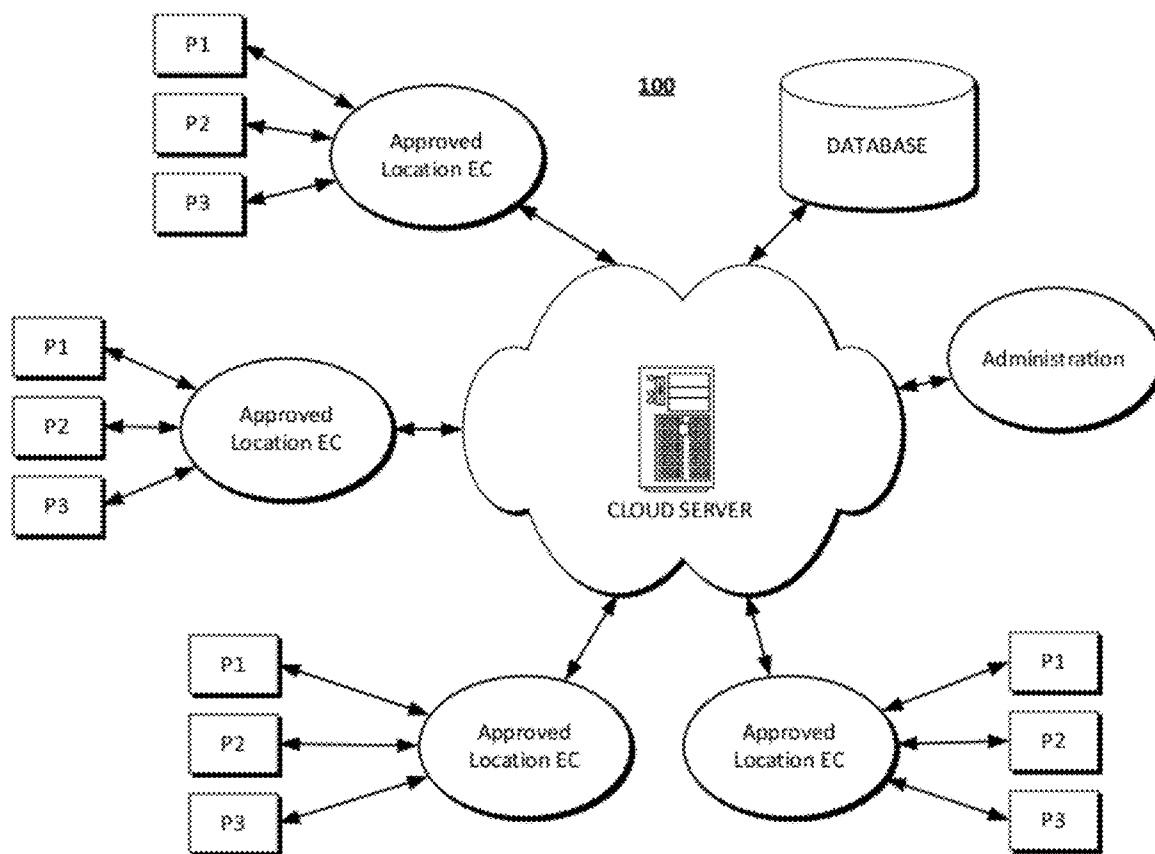 P1
P2
P3
Approved
Location EC
100
DATABASE
P1
P2
P3
Approved
Location EC
CLOUD SERVER
Administration
P1
P2
P3
Approved
Location EC
Approved
Location EC
P1
P2
P3